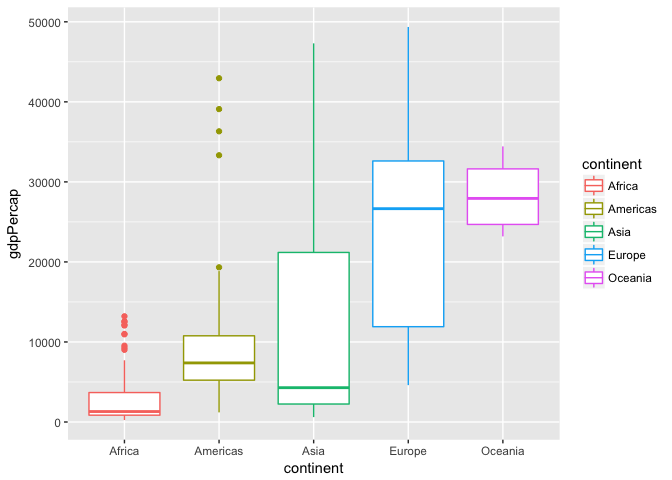 50000
40000
30000
20000
10000
0
gdpPercap
Africa Americas Asia Europe Oceania
continent
continent
Africa
Americas
Asia
Europe
Oceania